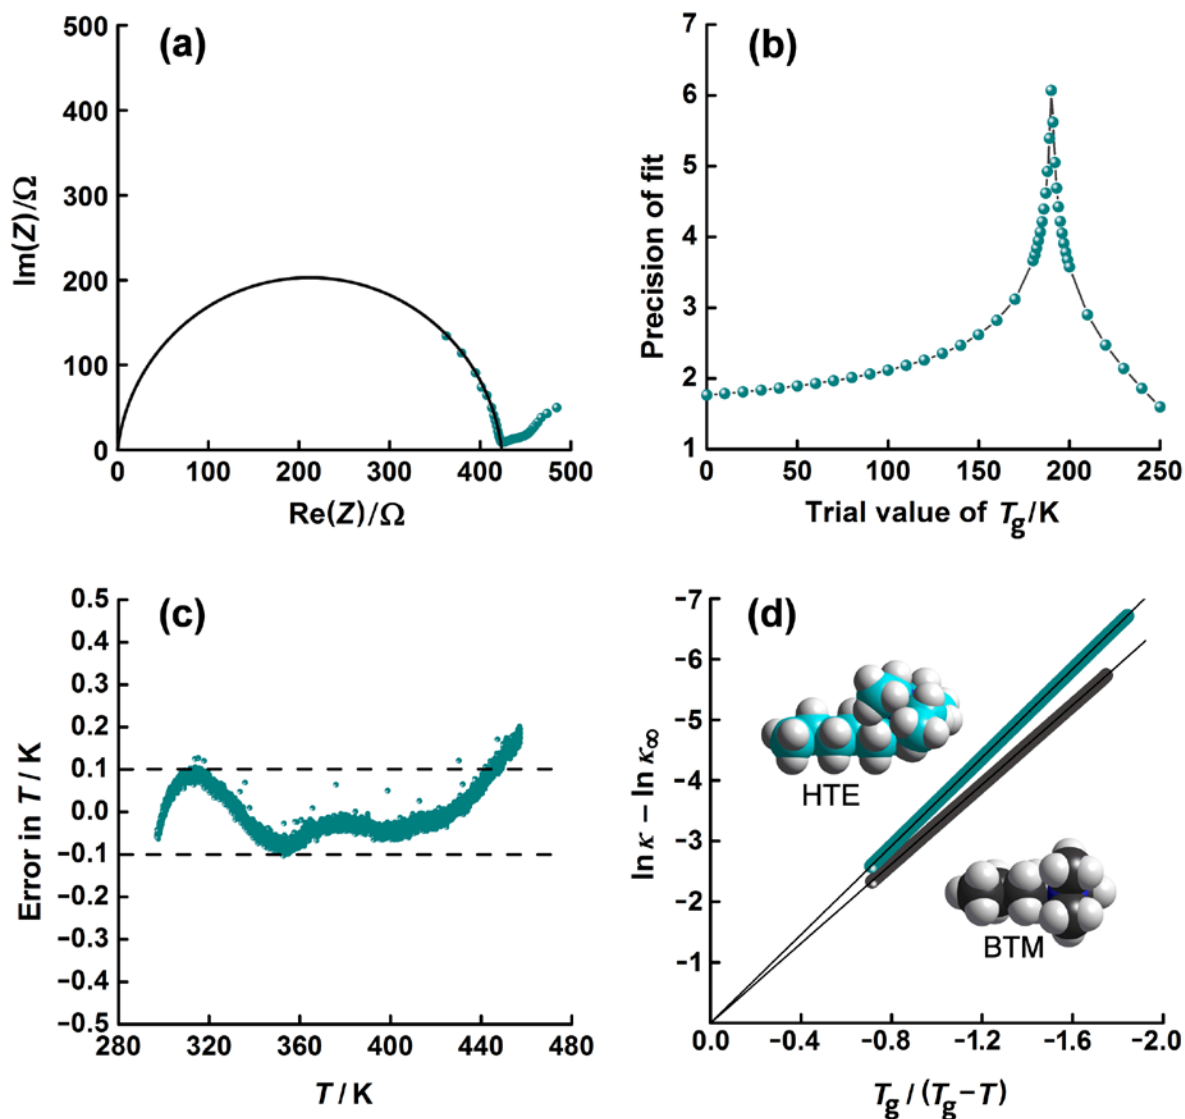 (a)
500
400
300
200
100
0
Im(Z)/Ω
0 100 200 300 400 500
Re(Z)/Ω
(b)
7
6
5
4
3
2
1
Precision of fit
0 50 100 150 200 250
Trial value of Tg/K
(c)
0.5
0.4
0.3
0.2
0.1
0.0
−0.1
−0.2
−0.3
−0.4
−0.5
Error in T / K
280 320 360 400 440 480
T / K
(d)
−7
−6
−5
−4
−3
−2
−1
ln κ − ln κ∞
HTE
BTM
0.0 −0.4 −0.8 −1.2 −1.6 −2.0
Tg / (Tg−T)